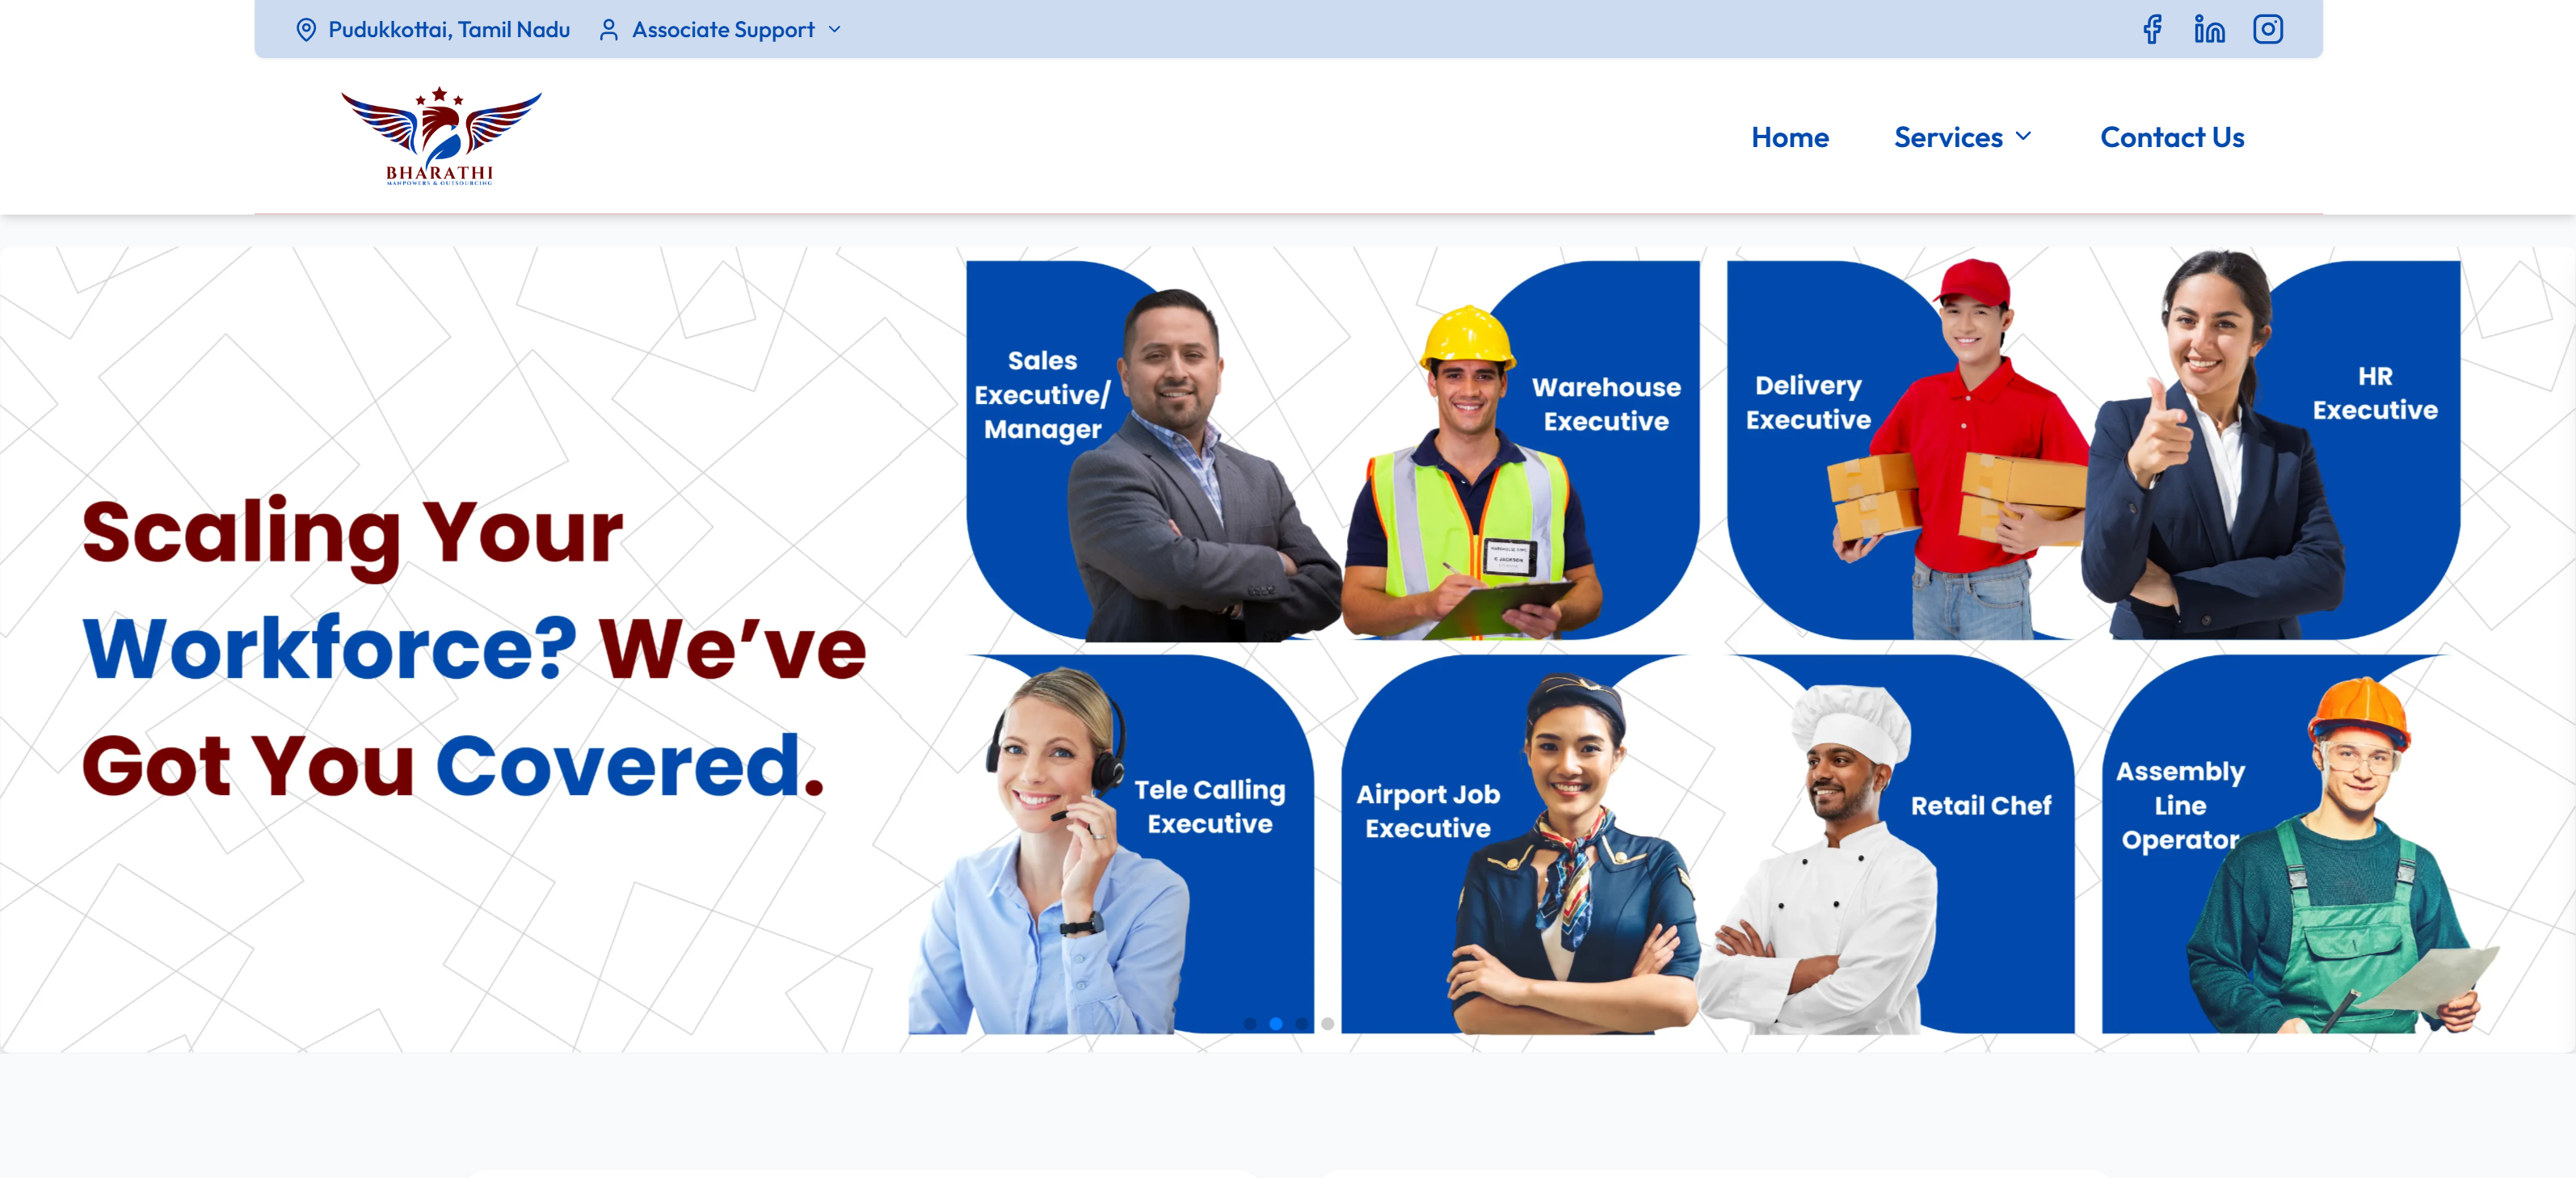 Pudukkottai, Tamil Nadu
Associate Support
BHARATHI
MANPOWERS & OUTSOURCING
Home
Services
Contact Us
Scaling Your
Workforce? We’ve
Got You Covered.
Sales
Executive/
Manager
Warehouse
Executive
Delivery
Executive
HR
Executive
Tele Calling
Executive
Airport Job
Executive
Retail Chef
Assembly
Line
Operator